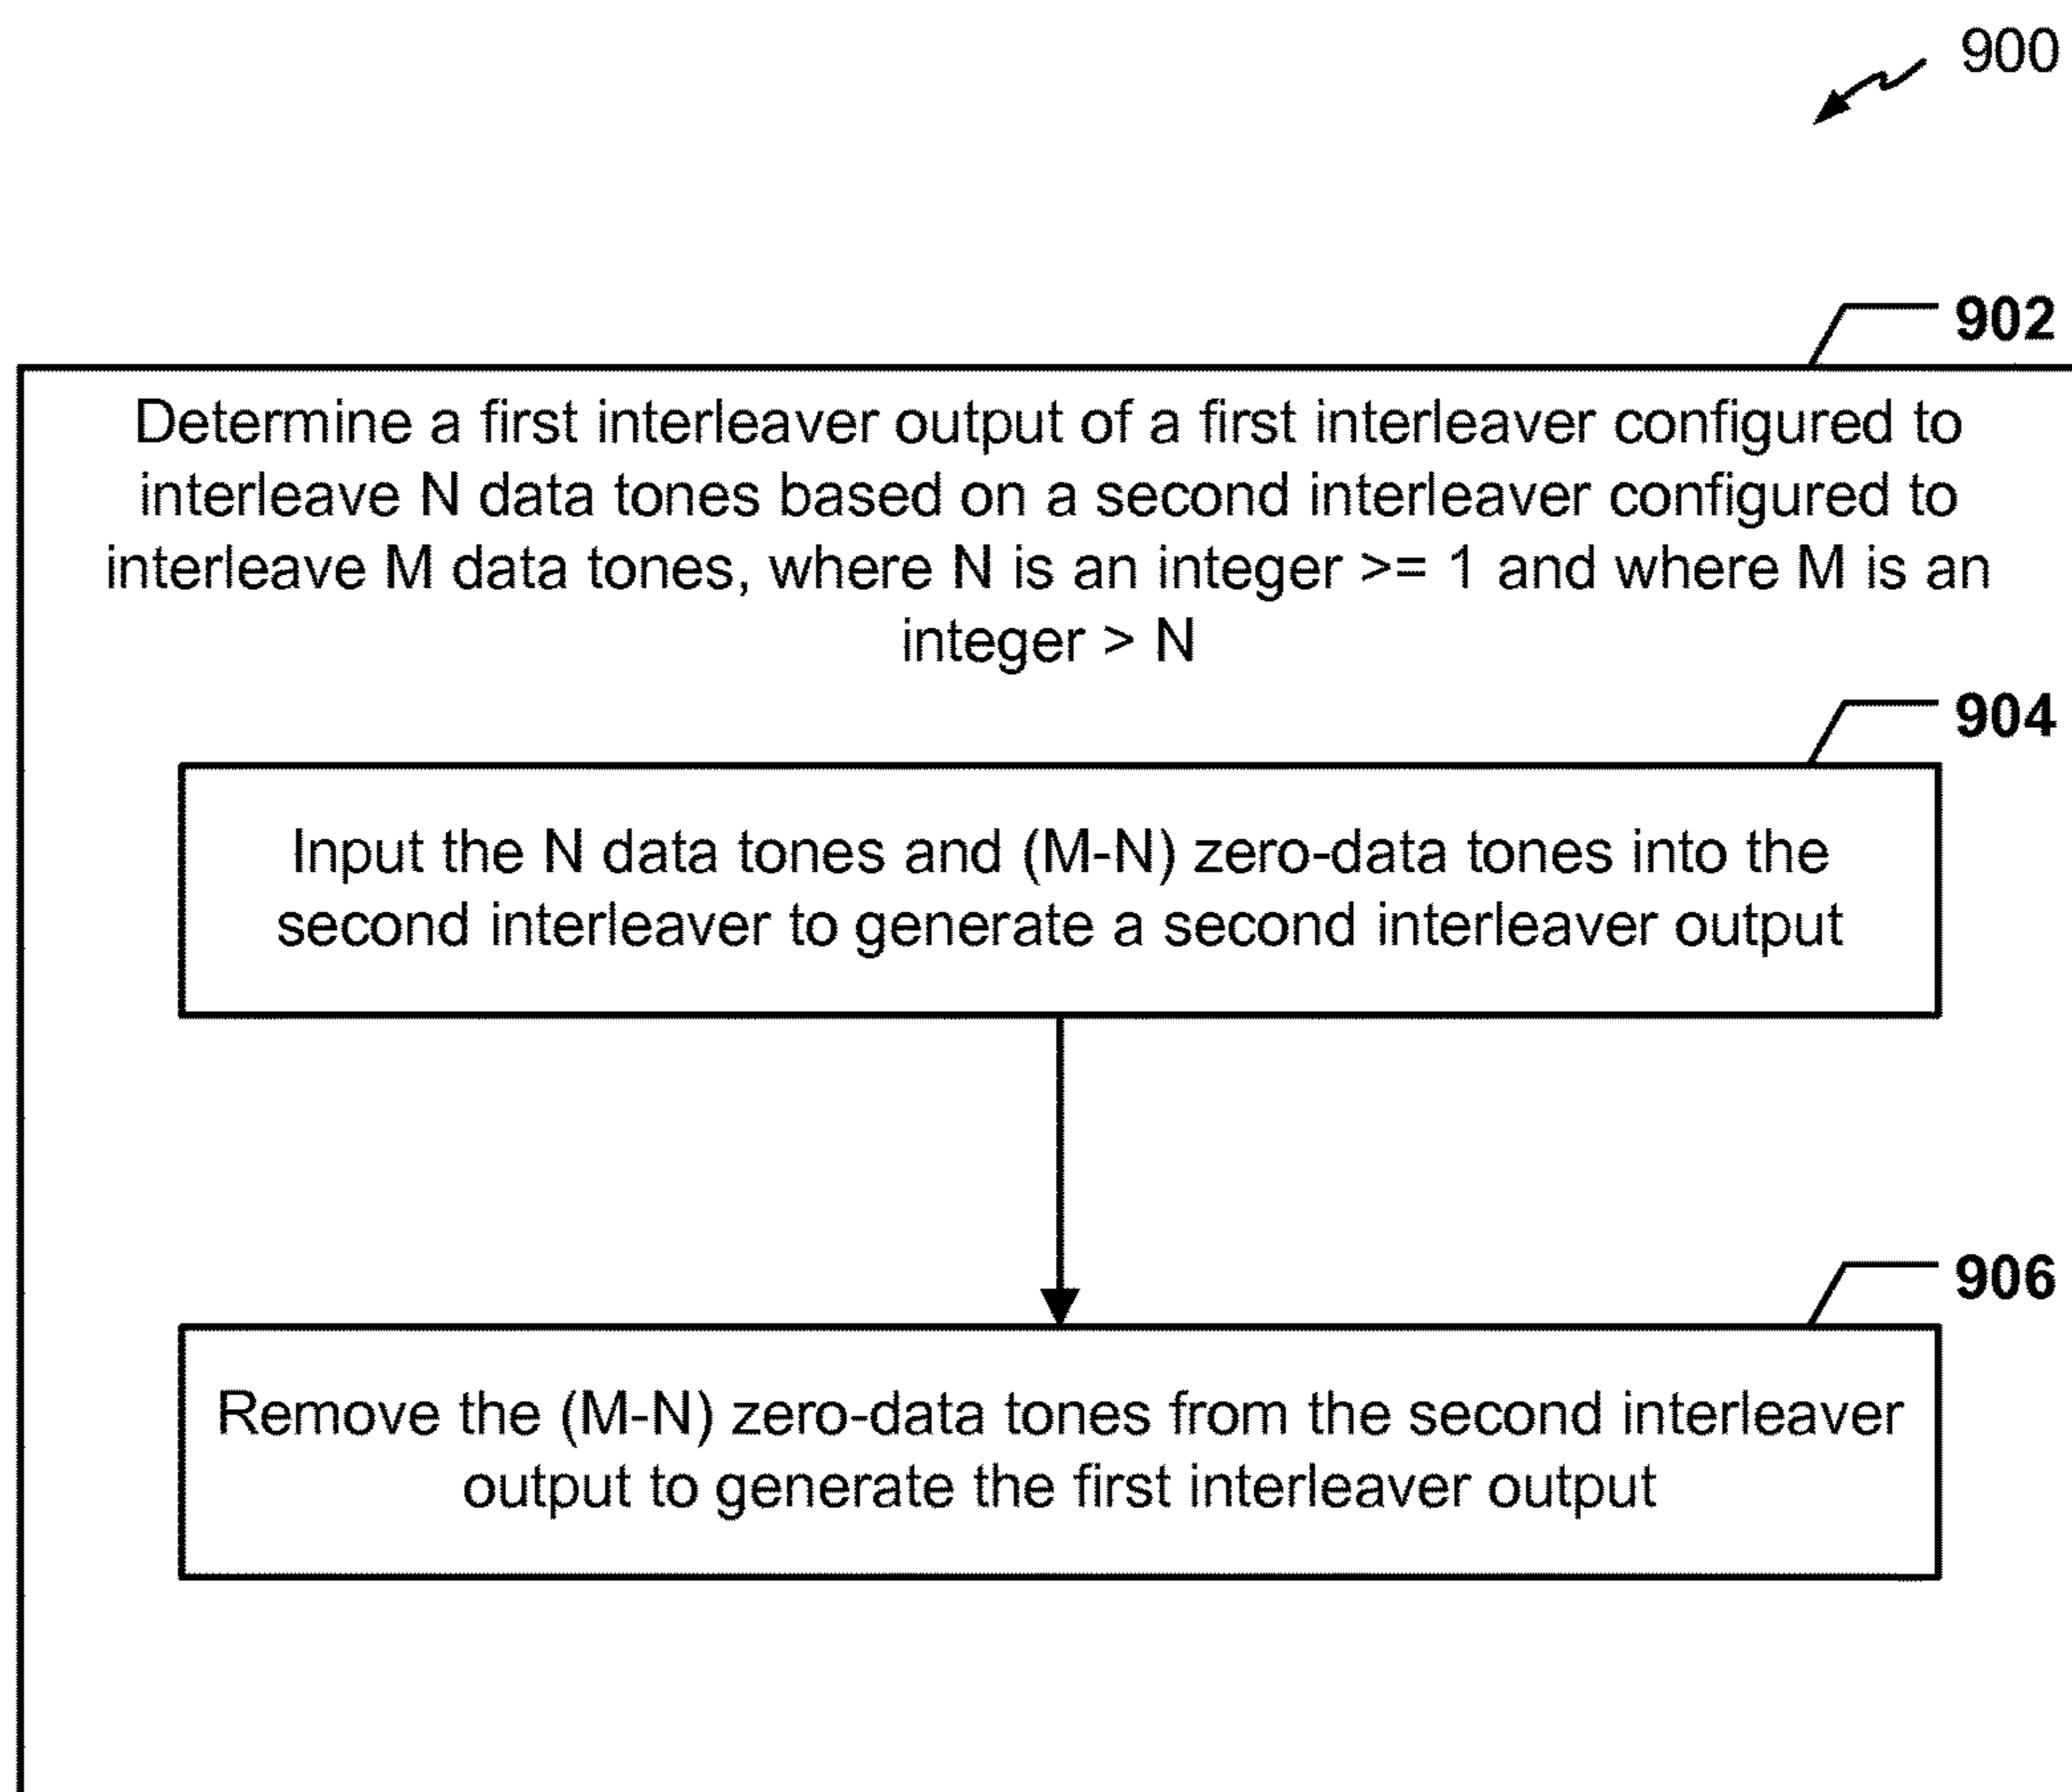 900
902
Determine a first interleaver output of a first interleaver configured to
interleave N data tones based on a second interleaver configured to
interleave M data tones, where N is an integer >= 1 and where M is an
integer > N
904
Input the N data tones and (M-N) zero-data tones into the
second interleaver to generate a second interleaver output
906
Remove the (M-N) zero-data tones from the second interleaver
output to generate the first interleaver output